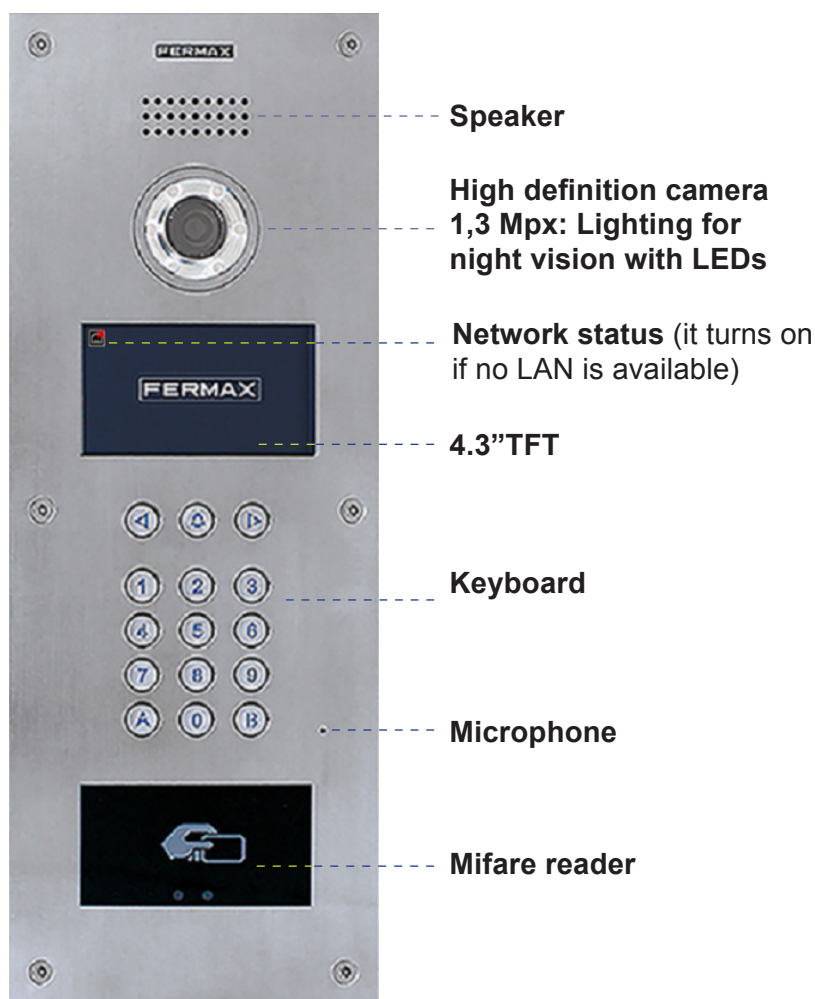 FERMAX
Speaker
High definition camera
1,3 Mpx: Lighting for
night vision with LEDs
Network status (it turns on
if no LAN is available)
FERMAX
4.3”TFT
1 2 3
Keyboard
4 5 6
7 8 9
A 0 B
Microphone
Mifare reader